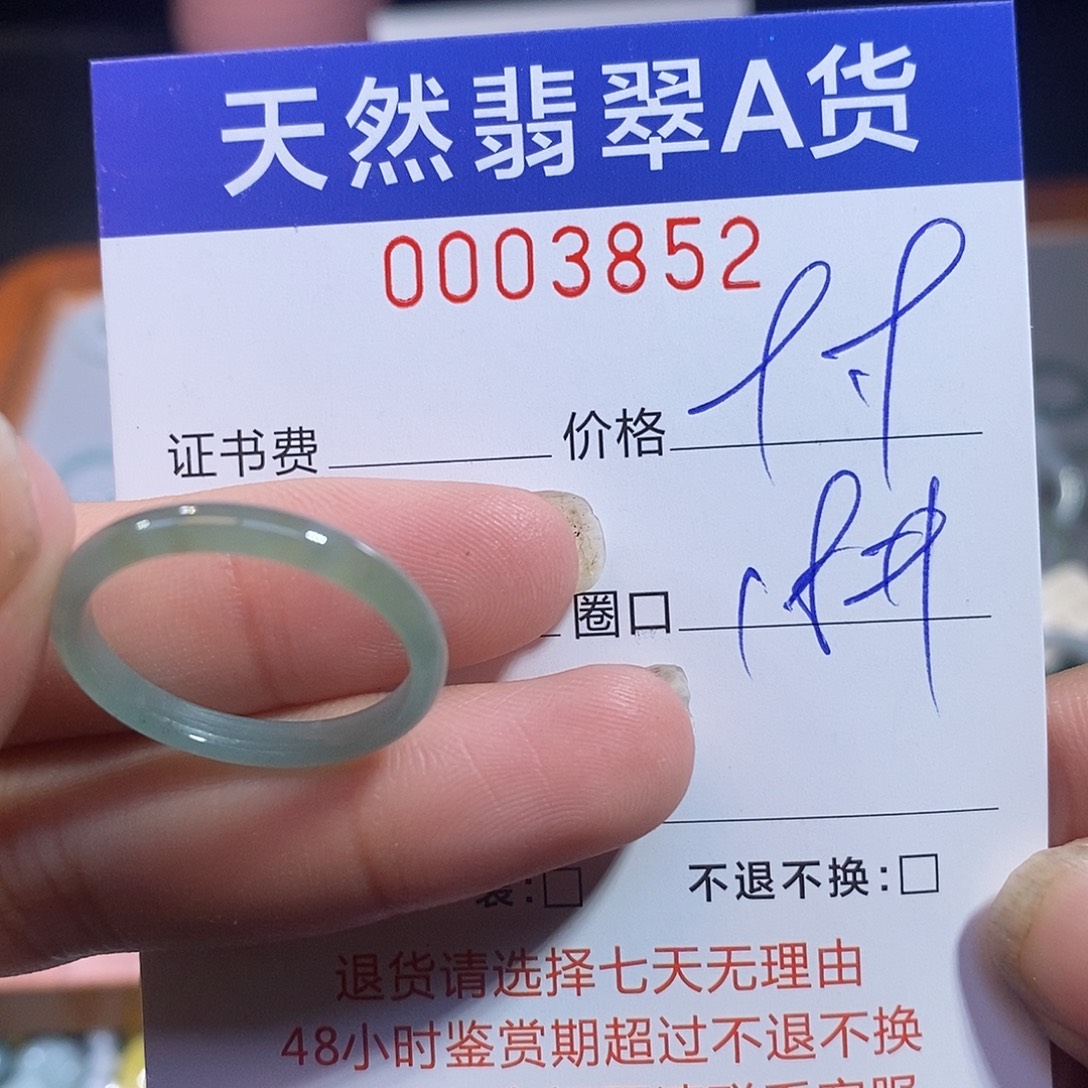 天然翡翠A货
0003852
证书费 价格 付
圈口
不退不换:□
退货请选择七天无理由
48小时鉴赏期超过不退不换